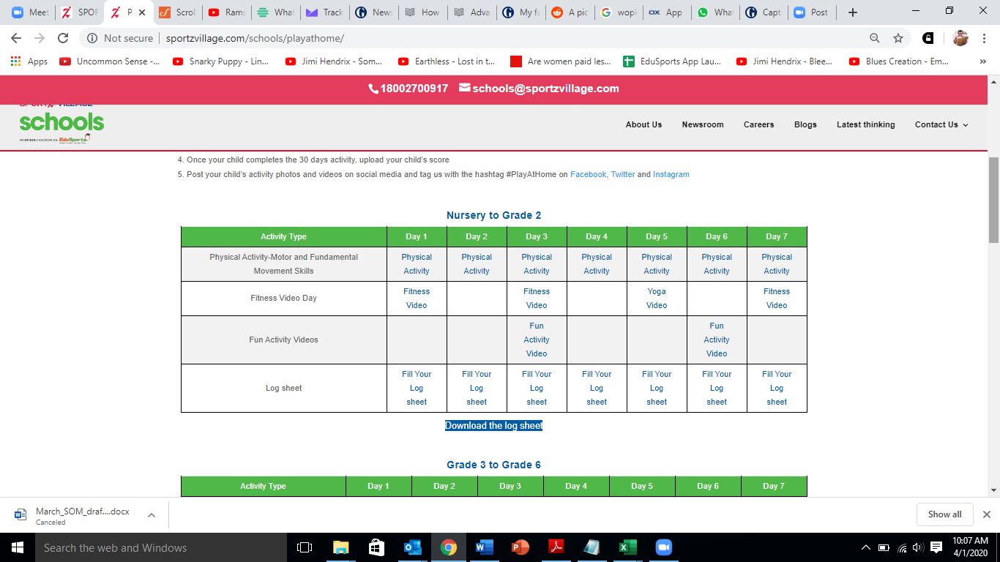 Meet
SPOR
P
Scroll
Rams
What
Track
News
How
Adva
My fa
A pic
wopl
App
What
Capt
Post
Not secure
sportzvillage.com/schools/playathome/
Apps
Uncommon Sense -...
Snarky Puppy - Lin...
Jimi Hendrix - Som...
Earthless - Lost in t...
Are women paid les...
EduSports App Lau...
Jimi Hendrix - Blee...
Blues Creation - Em...
18002700917
schools@sportzvillage.com
schools
FORMERLY KNOWN AS EduSports
About Us
Newsroom
Careers
Blogs
Latest thinking
Contact Us
4. Once your child completes the 30 days activity, upload your child's score
5. Post your child's activity photos and videos on social media and tag us with the hashtag #PlayAtHome on Facebook, Twitter and Instagram
Nursery to Grade 2
Activity Type Day 1 Day 2 Day 3 Day 4 Day 5 Day 6 Day 7
Physical Activity-Motor and Fundamental Physical Physical Physical Physical Physical Physical Physical
Movement Skills Activity Activity Activity Activity Activity Activity Activity
Fitness Video Day
Fitness Fitness Yoga Fitness
Video Video Video Video
Fun Activity Videos
Fun Fun
Activity Activity
Video Video
Log sheet
Fill Your Fill Your Fill Your Fill Your Fill Your Fill Your Fill Your
Log Log Log Log Log Log Log
sheet sheet sheet sheet sheet sheet sheet
Download the log sheet
Grade 3 to Grade 6
Activity Type Day 1 Day 2 Day 3 Day 4 Day 5 Day 6 Day 7
March_SOM_draf....docx
Canceled
Show all
Search the web and Windows
10:07 AM
4/1/2020